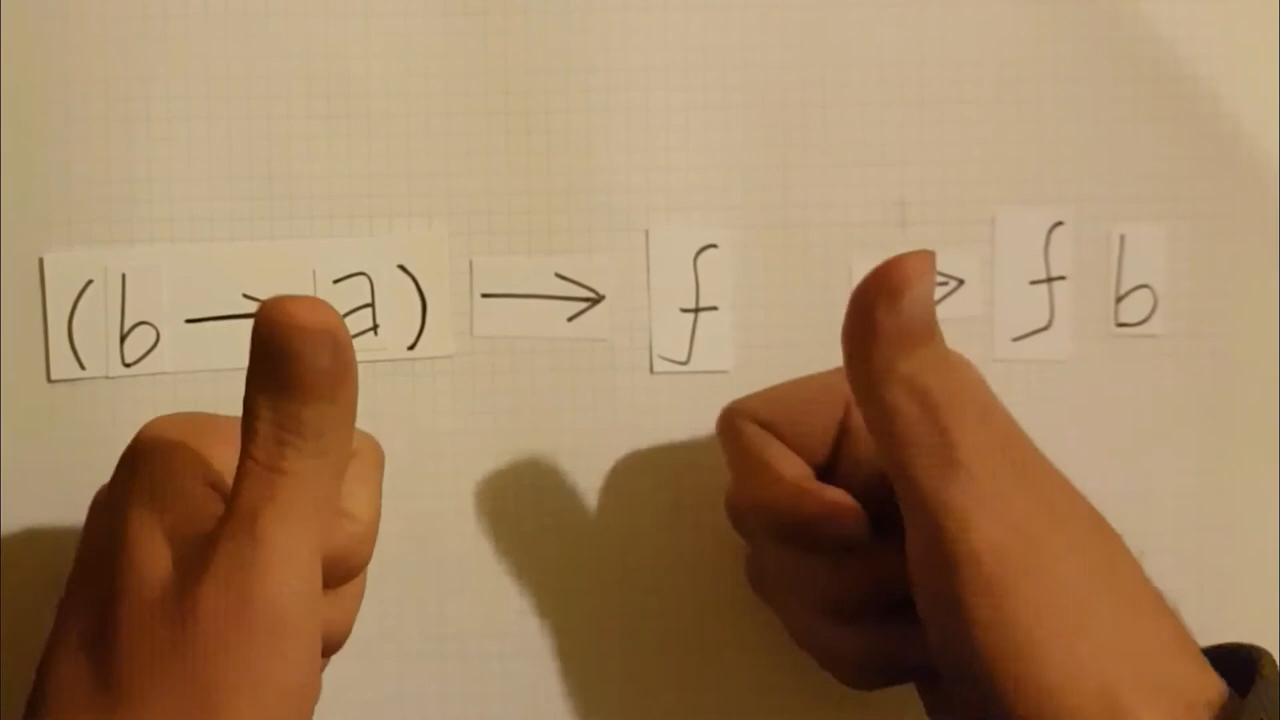 (b → a) → f → f b